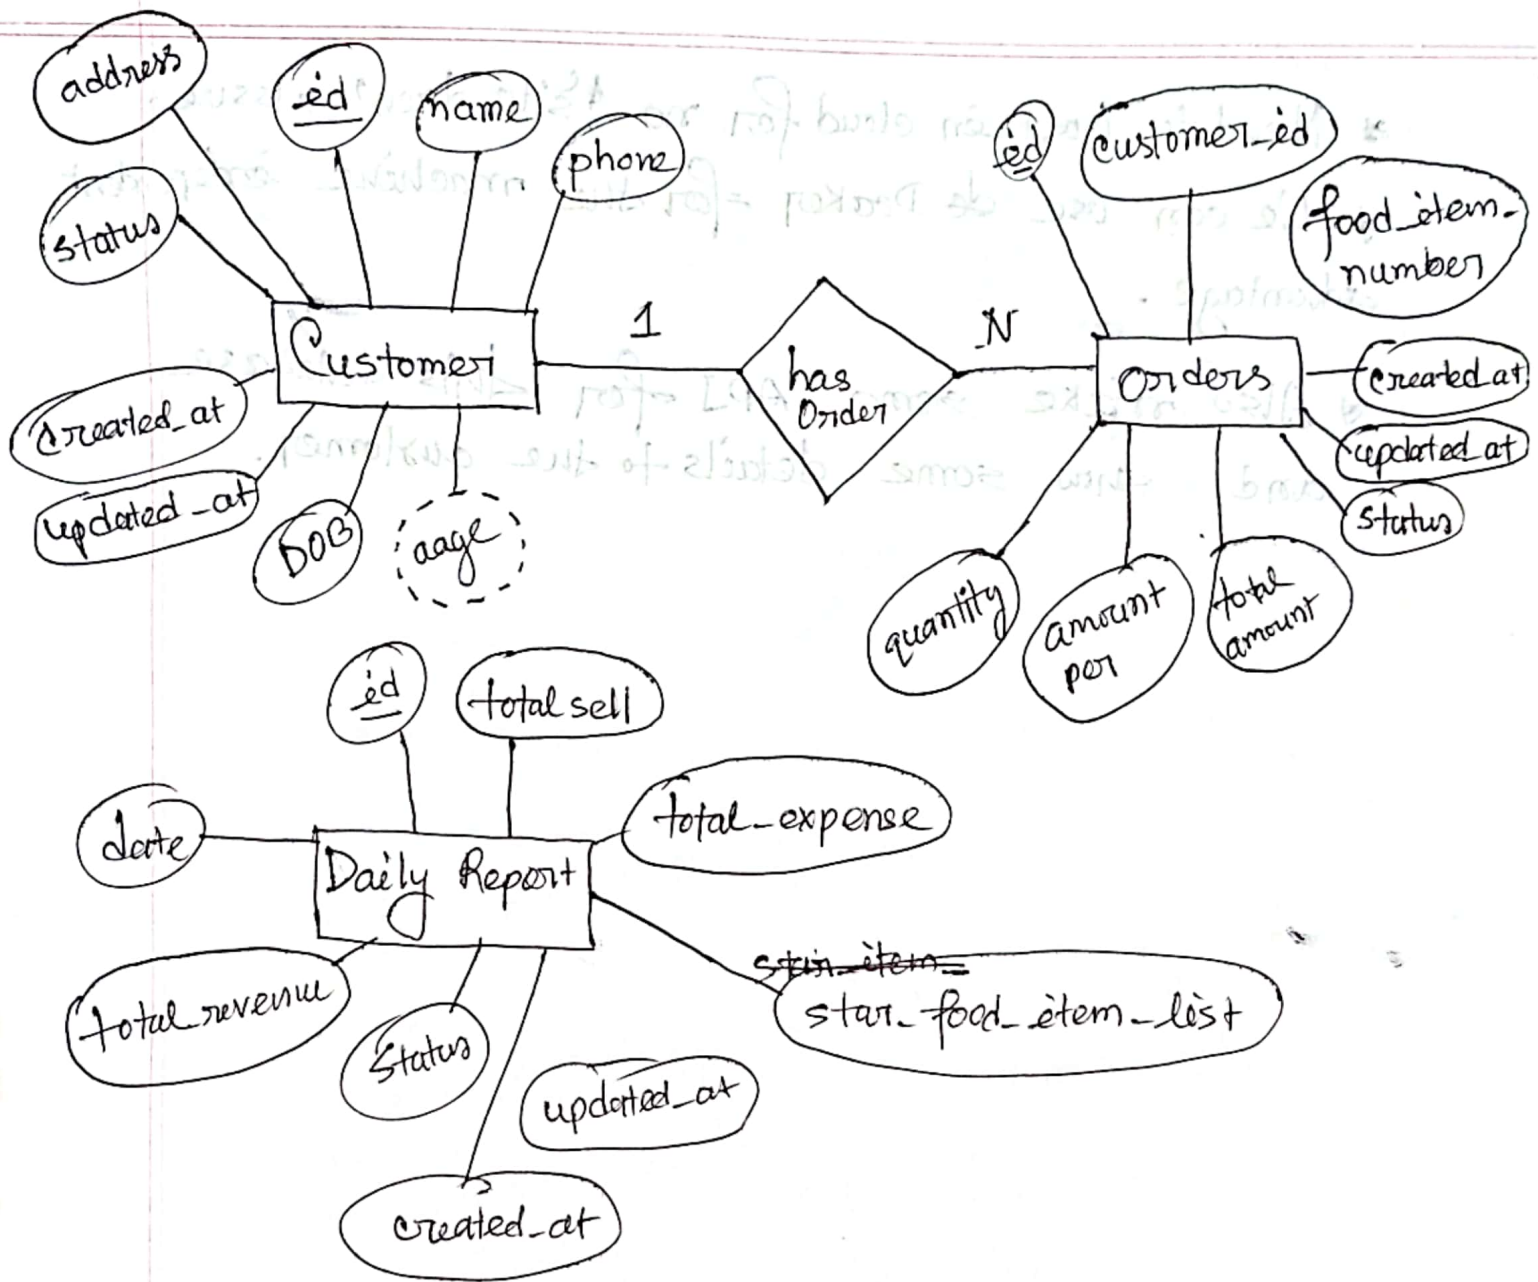 address
id
name
phone
status
Customer
created_at
updated_at
DOB
aage
1
has
Order
N
id
customer_id
food_item_
number
Orders
created_at
updated_at
status
quantity
amount
per
total
amount
id
total sell
date
total_expense
Daily Report
total_revenue
status
star_food_item_list
updated_at
created_at